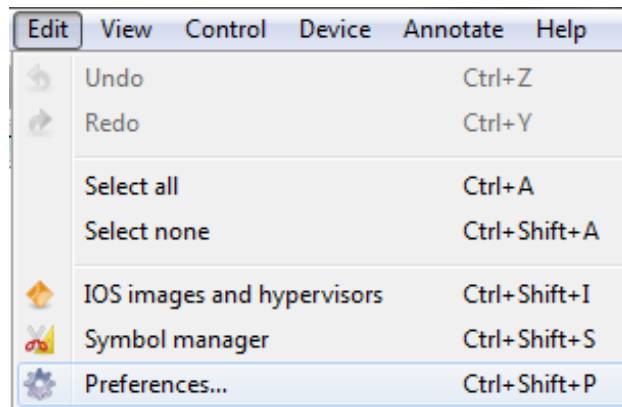 Edit View Control Device Annotate Help
Undo Ctrl+Z
Redo Ctrl+Y
Select all Ctrl+A
Select none Ctrl+Shift+A
IOS images and hypervisors Ctrl+Shift+I
Symbol manager Ctrl+Shift+S
Preferences... Ctrl+Shift+P